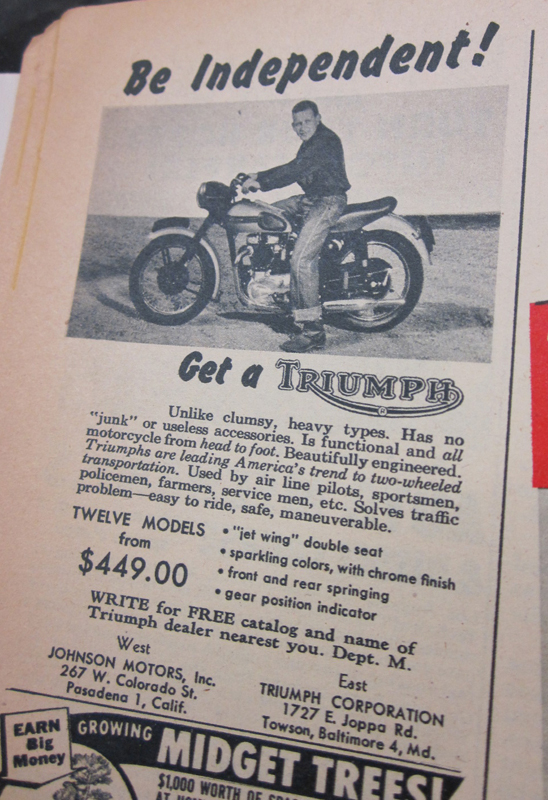 Be Independent!
Get a TRIUMPH
Unlike clumsy, heavy types. Has no
"junk" or useless accessories. Is functional and all
motorcycle from head to foot. Beautifully engineered.
Triumphs are leading America's trend to two-wheeled
transportation. Used by air line pilots, sportsmen,
policemen, farmers, service men, etc. Solves traffic
problem—easy to ride, safe, maneuverable.
TWELVE MODELS
from
$449.00
• "jet wing" double seat
• sparkling colors, with chrome finish
• front and rear springing
• gear position indicator
WRITE for FREE catalog and name of
Triumph dealer nearest you. Dept. M.
West
JOHNSON MOTORS, Inc.
267 W. Colorado St.
Pasadena 1, Calif.
East
TRIUMPH CORPORATION
1727 E. Joppa Rd.
Towson, Baltimore 4, Md.
EARN
Big
Money
GROWING
MIDGET TREES!
$1,000 WORTH OF